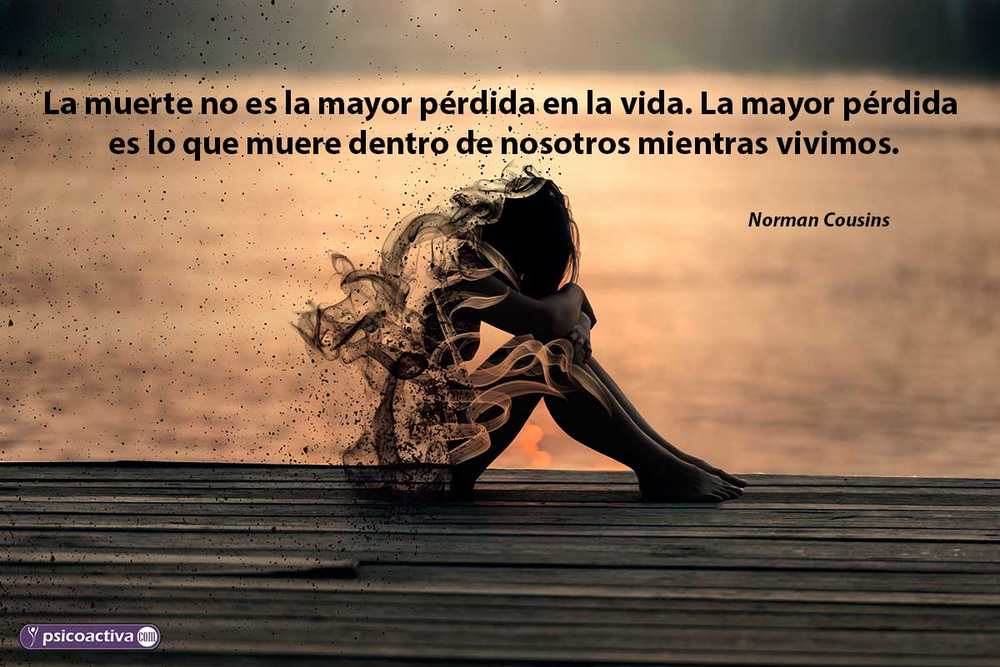 La muerte no es la mayor pérdida en la vida. La mayor pérdida
es lo que muere dentro de nosotros mientras vivimos.
Norman Cousins
psicoactiva com